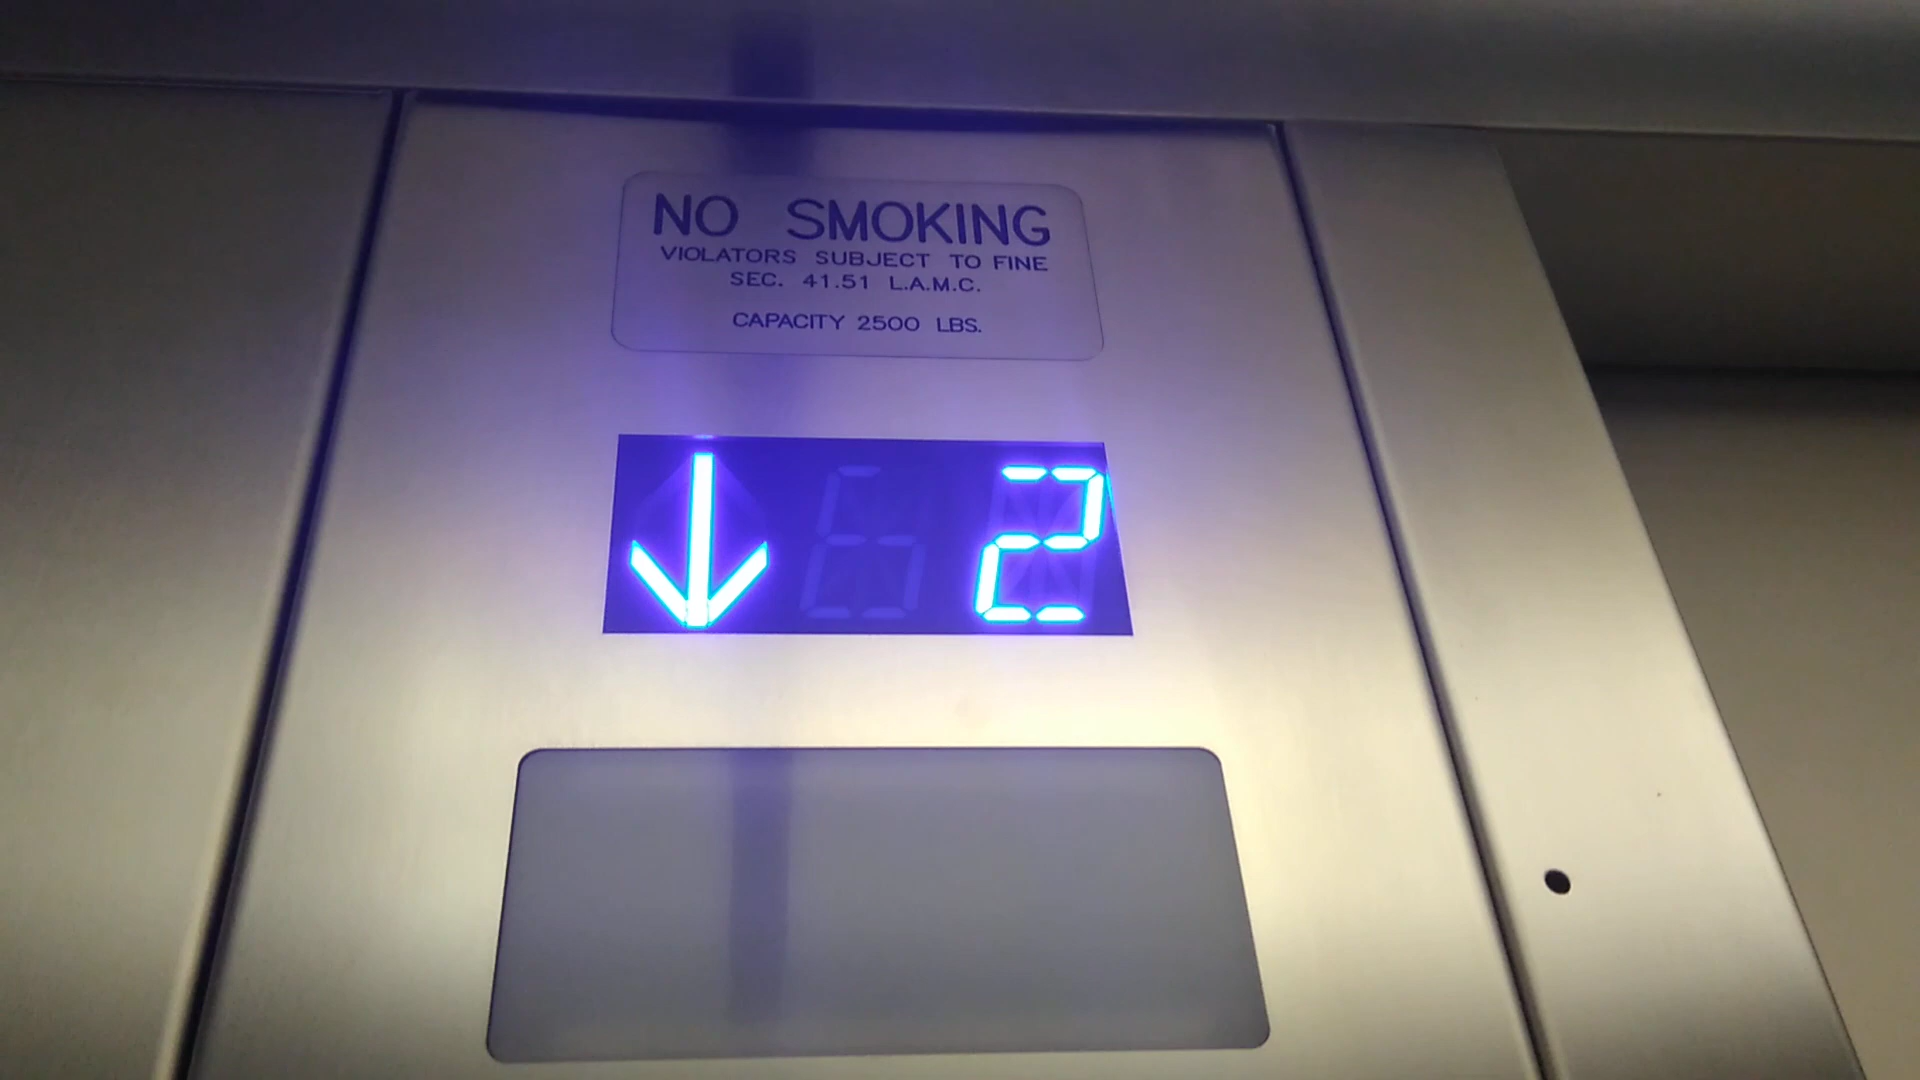 NO SMOKING
VIOLATORS SUBJECT TO FINE
SEC. 41.51 L.A.M.C.
CAPACITY 2500 LBS.
↓ 2